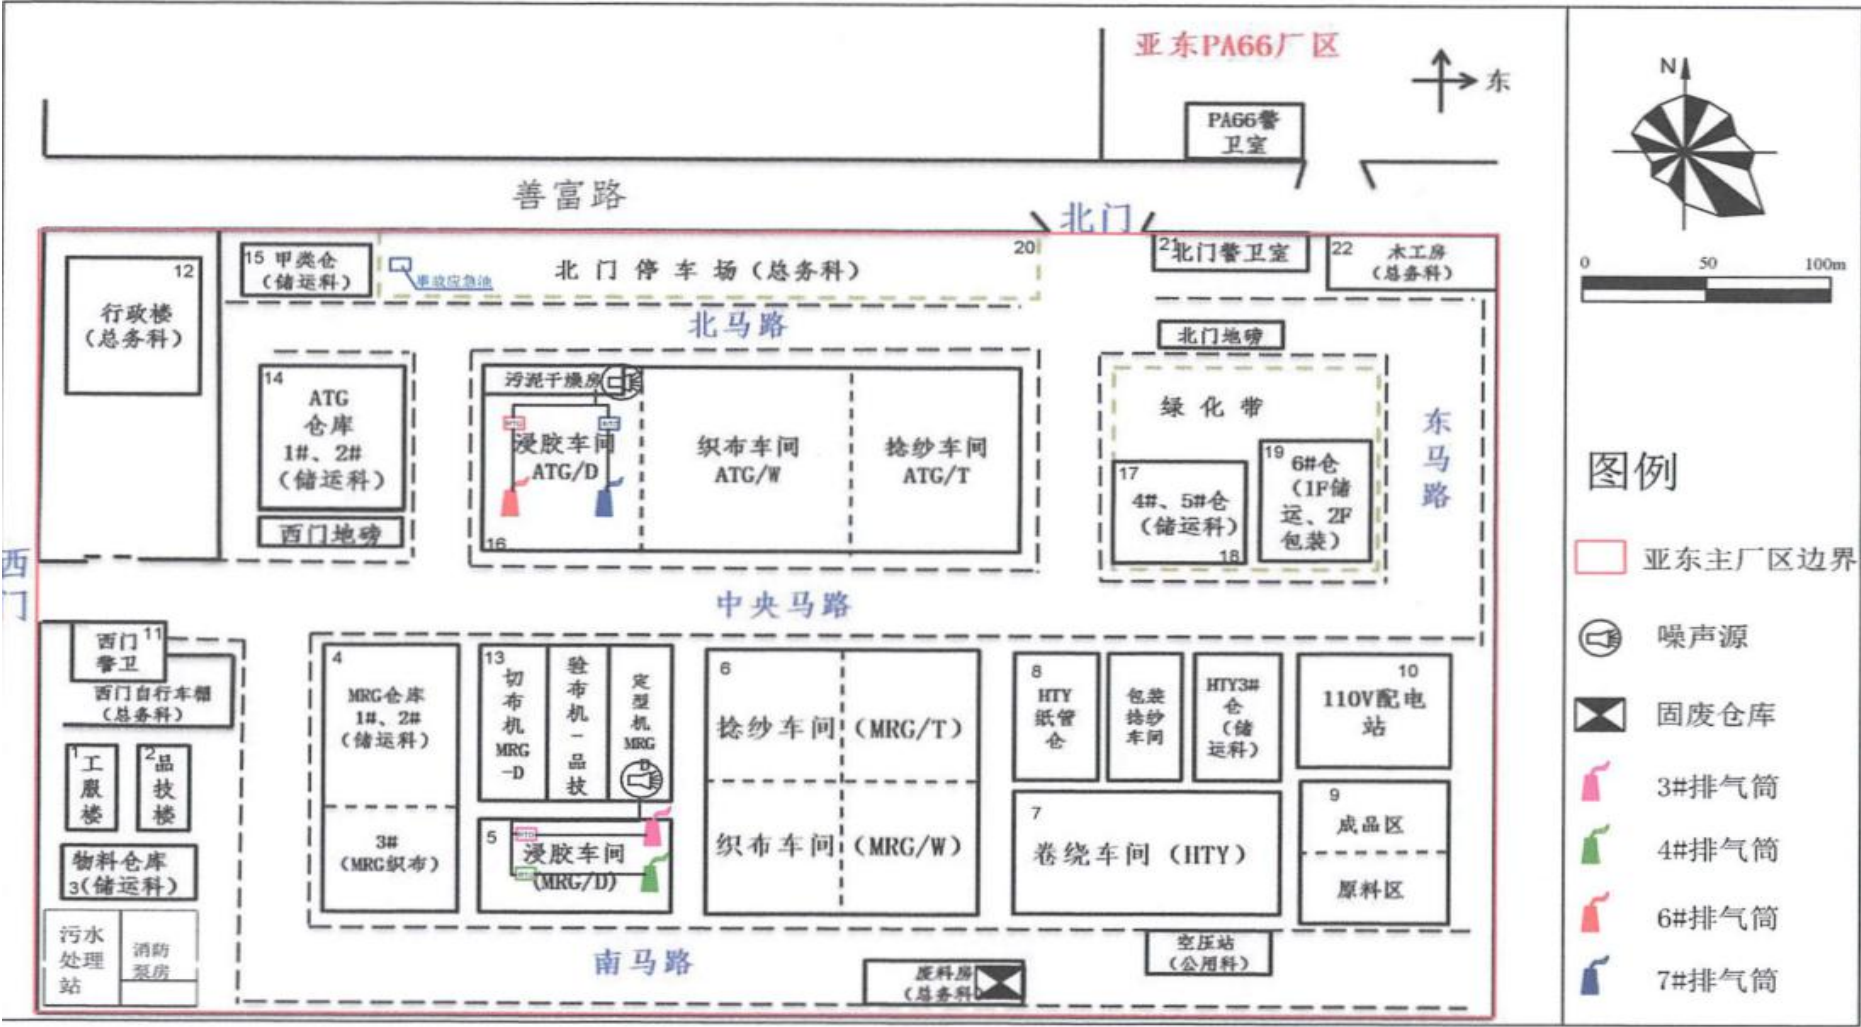 亚东PA66厂区
东
PA66警
卫室
善富路
北门
15 甲类仓
(储运科)
事故应急池
北门停车场(总务科)
20
21
北门警卫室
22
木工房
(总务科)
12
行政楼
(总务科)
北马路
北门地磅
14
ATG
仓库
1#、2#
(储运科)
西门地磅
污泥干燥房
浸胶车间
ATG/D
16
织布车间
ATG/W
捻纱车间
ATG/T
绿化带
17
4#、5#仓
(储运科)
18
19
6#仓
(1F储
运、2F
包装)
东
马
路
西
门
中央马路
西门
警卫
11
西门自行车棚
(总务科)
1
工
服
楼
2
品
技
楼
物料仓库
3(储运科)
污水
处理
站
消防
泵房
4
MRG仓库
1#、2#
(储运科)
3#
(MRG织布)
13
切
布
机
MRG
-D
验
布
机
-
品
技
定
型
机
MRG
D
5
浸胶车间
(MRG/D)
6
捻纱车间(MRG/T)
织布车间(MRG/W)
8
HTY
纸管
仓
包装
捻纱
车间
HTY3#
仓
(储
运科)
10
110V配电
站
7
卷绕车间(HTY)
9
成品区
原料区
南马路
废料房
(总务科
空压站
(公用科)
N
0 50 100m
图例
亚东主厂区边界
噪声源
固废仓库
3#排气筒
4#排气筒
6#排气筒
7#排气筒